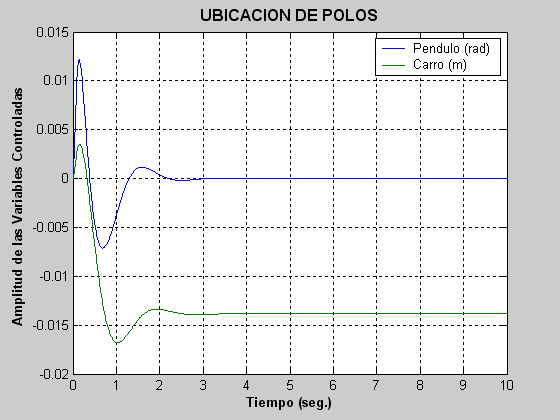 UBICACION DE POLOS
Pendulo (rad)
Carro (m)
Amplitud de las Variables Controladas
0.015
0.01
0.005
0
-0.005
-0.01
-0.015
-0.02
0 1 2 3 4 5 6 7 8 9 10
Tiempo (seg.)